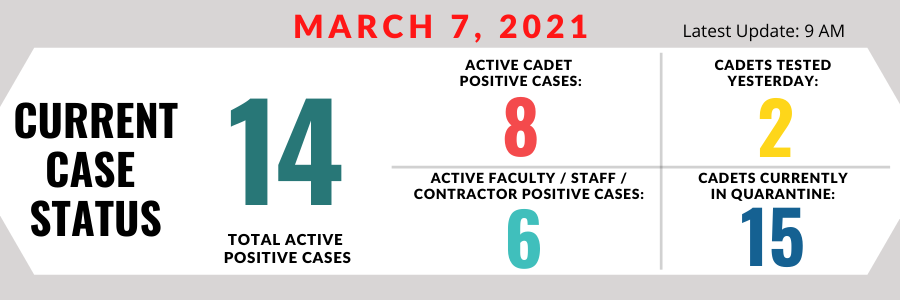 MARCH 7, 2021
Latest Update: 9 AM
CURRENT
CASE
STATUS
14
TOTAL ACTIVE
POSITIVE CASES
ACTIVE CADET
POSITIVE CASES:
8
CADETS TESTED
YESTERDAY:
2
ACTIVE FACULTY / STAFF /
CONTRACTOR POSITIVE CASES:
6
CADETS CURRENTLY
IN QUARANTINE:
15